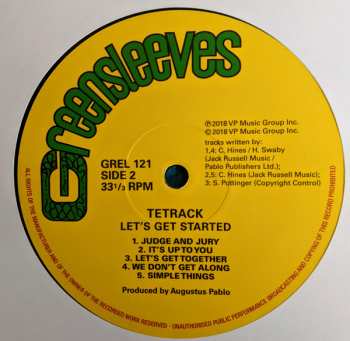 Greensleeves
GREL 121
SIDE 2
33 1/3 RPM
℗2018 VP Music Group Inc.
©2018 VP Music Group Inc.
tracks written by:
1,4: C. Hines / H. Swaby
(Jack Russell Music /
Pablo Publishers Ltd.);
2,5: C. Hines (Jack Russell Music);
3: S. Pottinger (Copyright Control)
TETRACK
LET'S GET STARTED
1. JUDGE AND JURY
2. IT'S UP TO YOU
3. LET'S GET TOGETHER
4. WE DON'T GET ALONG
5. SIMPLE THINGS
Produced by Augustus Pablo
ALL RIGHTS OF THE MANUFACTURER AND OF THE OWNER OF THE RECORDED WORK RESERVED - UNAUTHORISED PUBLIC PERFORMANCE BROADCASTING AND COPYING OF THIS RECORD PROHIBITED